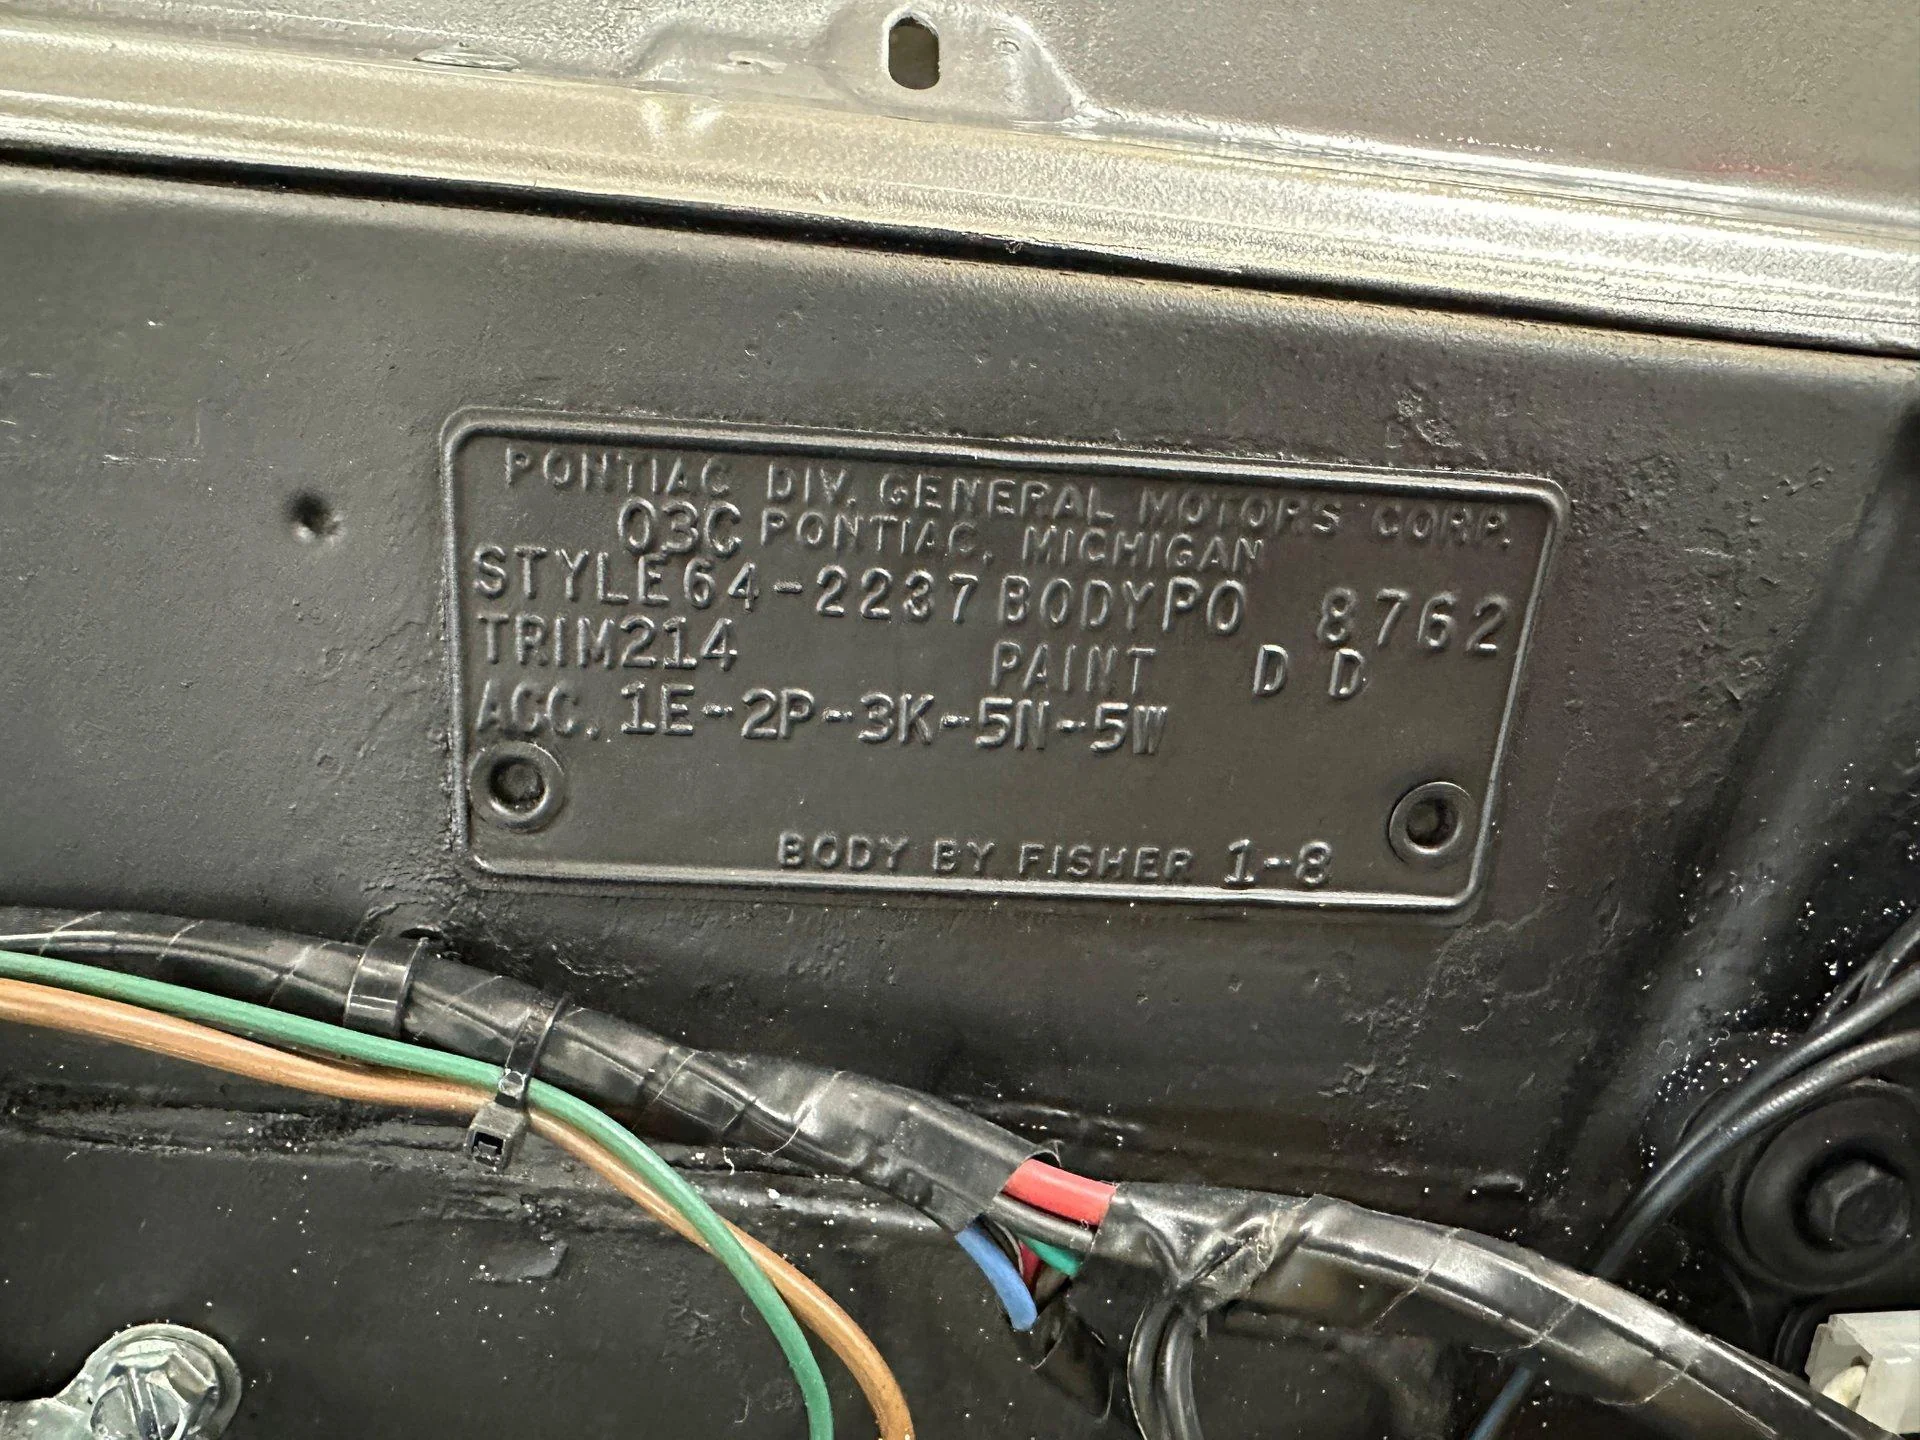 PONTIAC DIV. GENERAL MOTORS CORP.
03C PONTIAC, MICHIGAN
STYLE 64-2237 BODY PO 8762
TRIM 214 PAINT D D
ACC. 1E-2P-3K-5N-5W
BODY BY FISHER 1-8